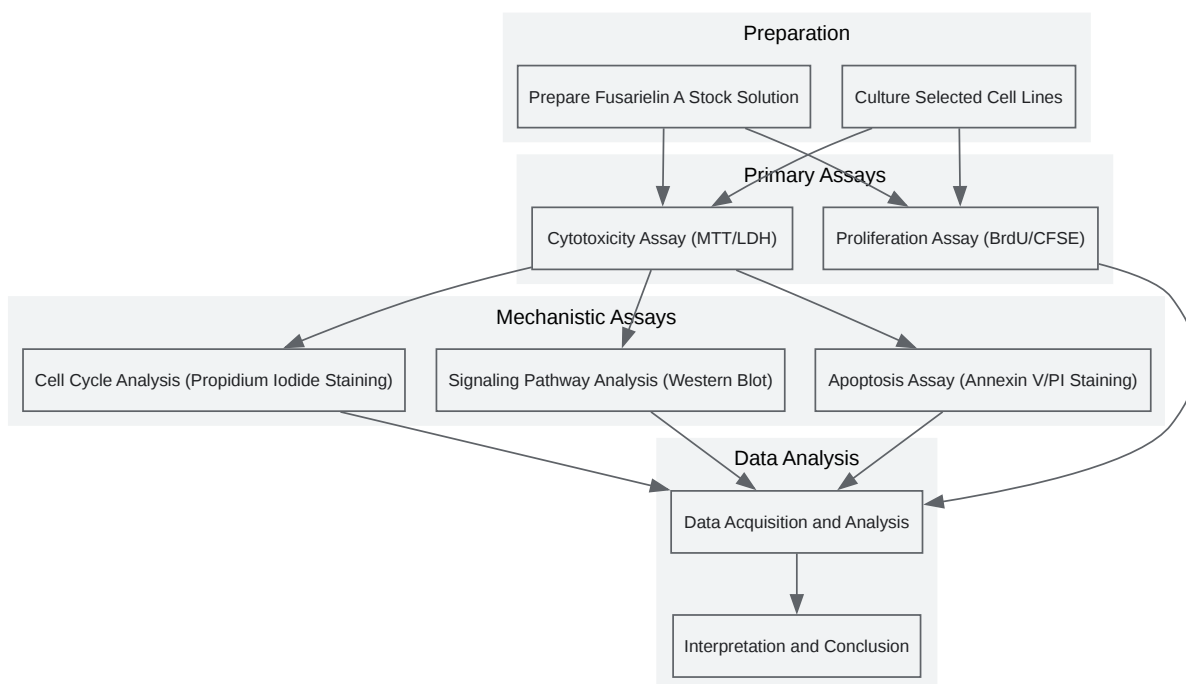 Preparation
Prepare Fusarielin A Stock Solution
Culture Selected Cell Lines
Primary Assays
Cytotoxicity Assay (MTT/LDH)
Proliferation Assay (BrdU/CFSE)
Mechanistic Assays
Cell Cycle Analysis (Propidium Iodide Staining)
Signaling Pathway Analysis (Western Blot)
Apoptosis Assay (Annexin V/PI Staining)
Data Analysis
Data Acquisition and Analysis
Interpretation and Conclusion